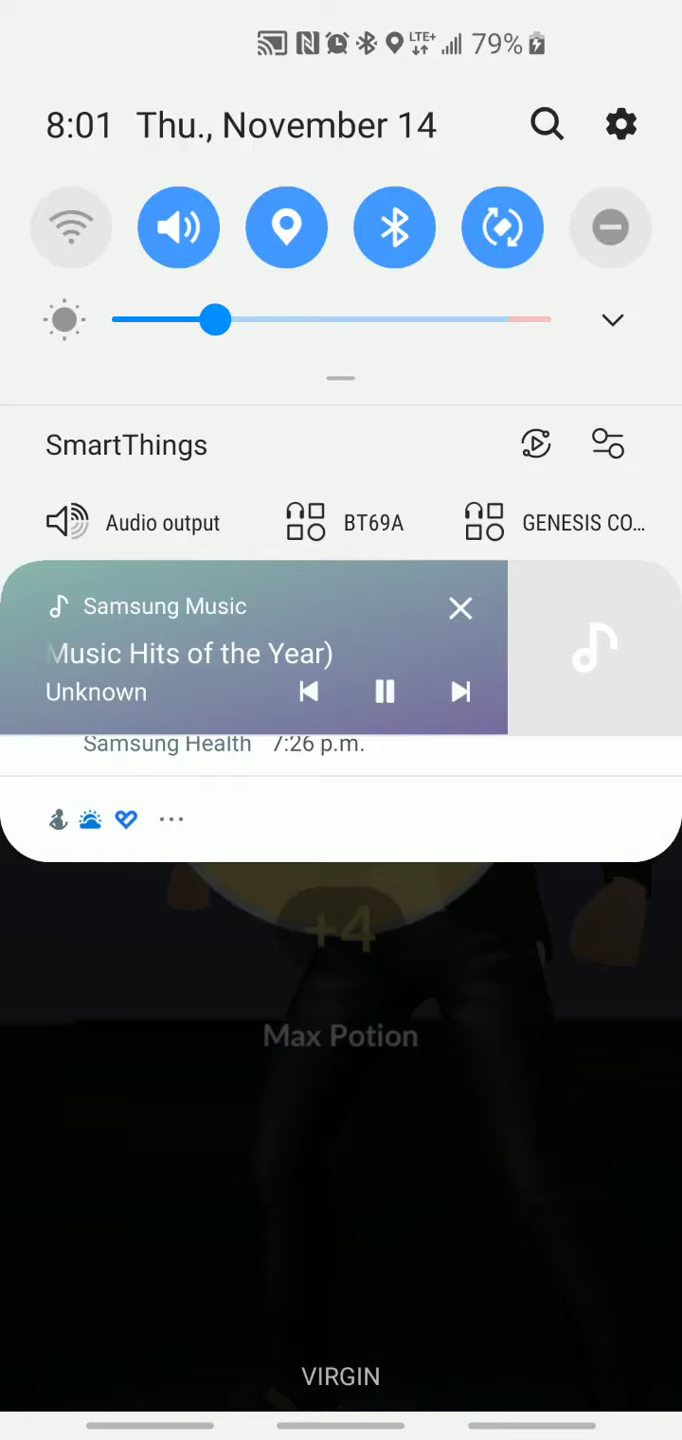 LTE+ 79%
8:01 Thu., November 14
SmartThings
Audio output BT69A GENESIS CO...
Samsung Music
Music Hits of the Year)
Unknown
Samsung Health 7:26 p.m.
+4
Max Potion
VIRGIN